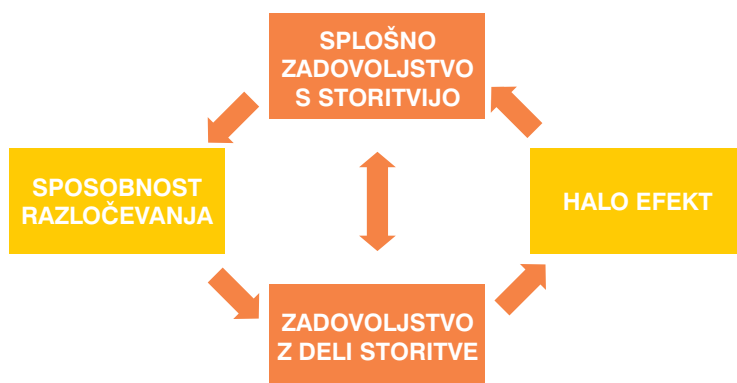 SPLOŠNO
ZADOVOLJSTVO
S STORITVIJO
SPOSOBNOST
RAZLOČEVANJA
HALO EFEKT
ZADOVOLJSTVO
Z DELI STORITVE